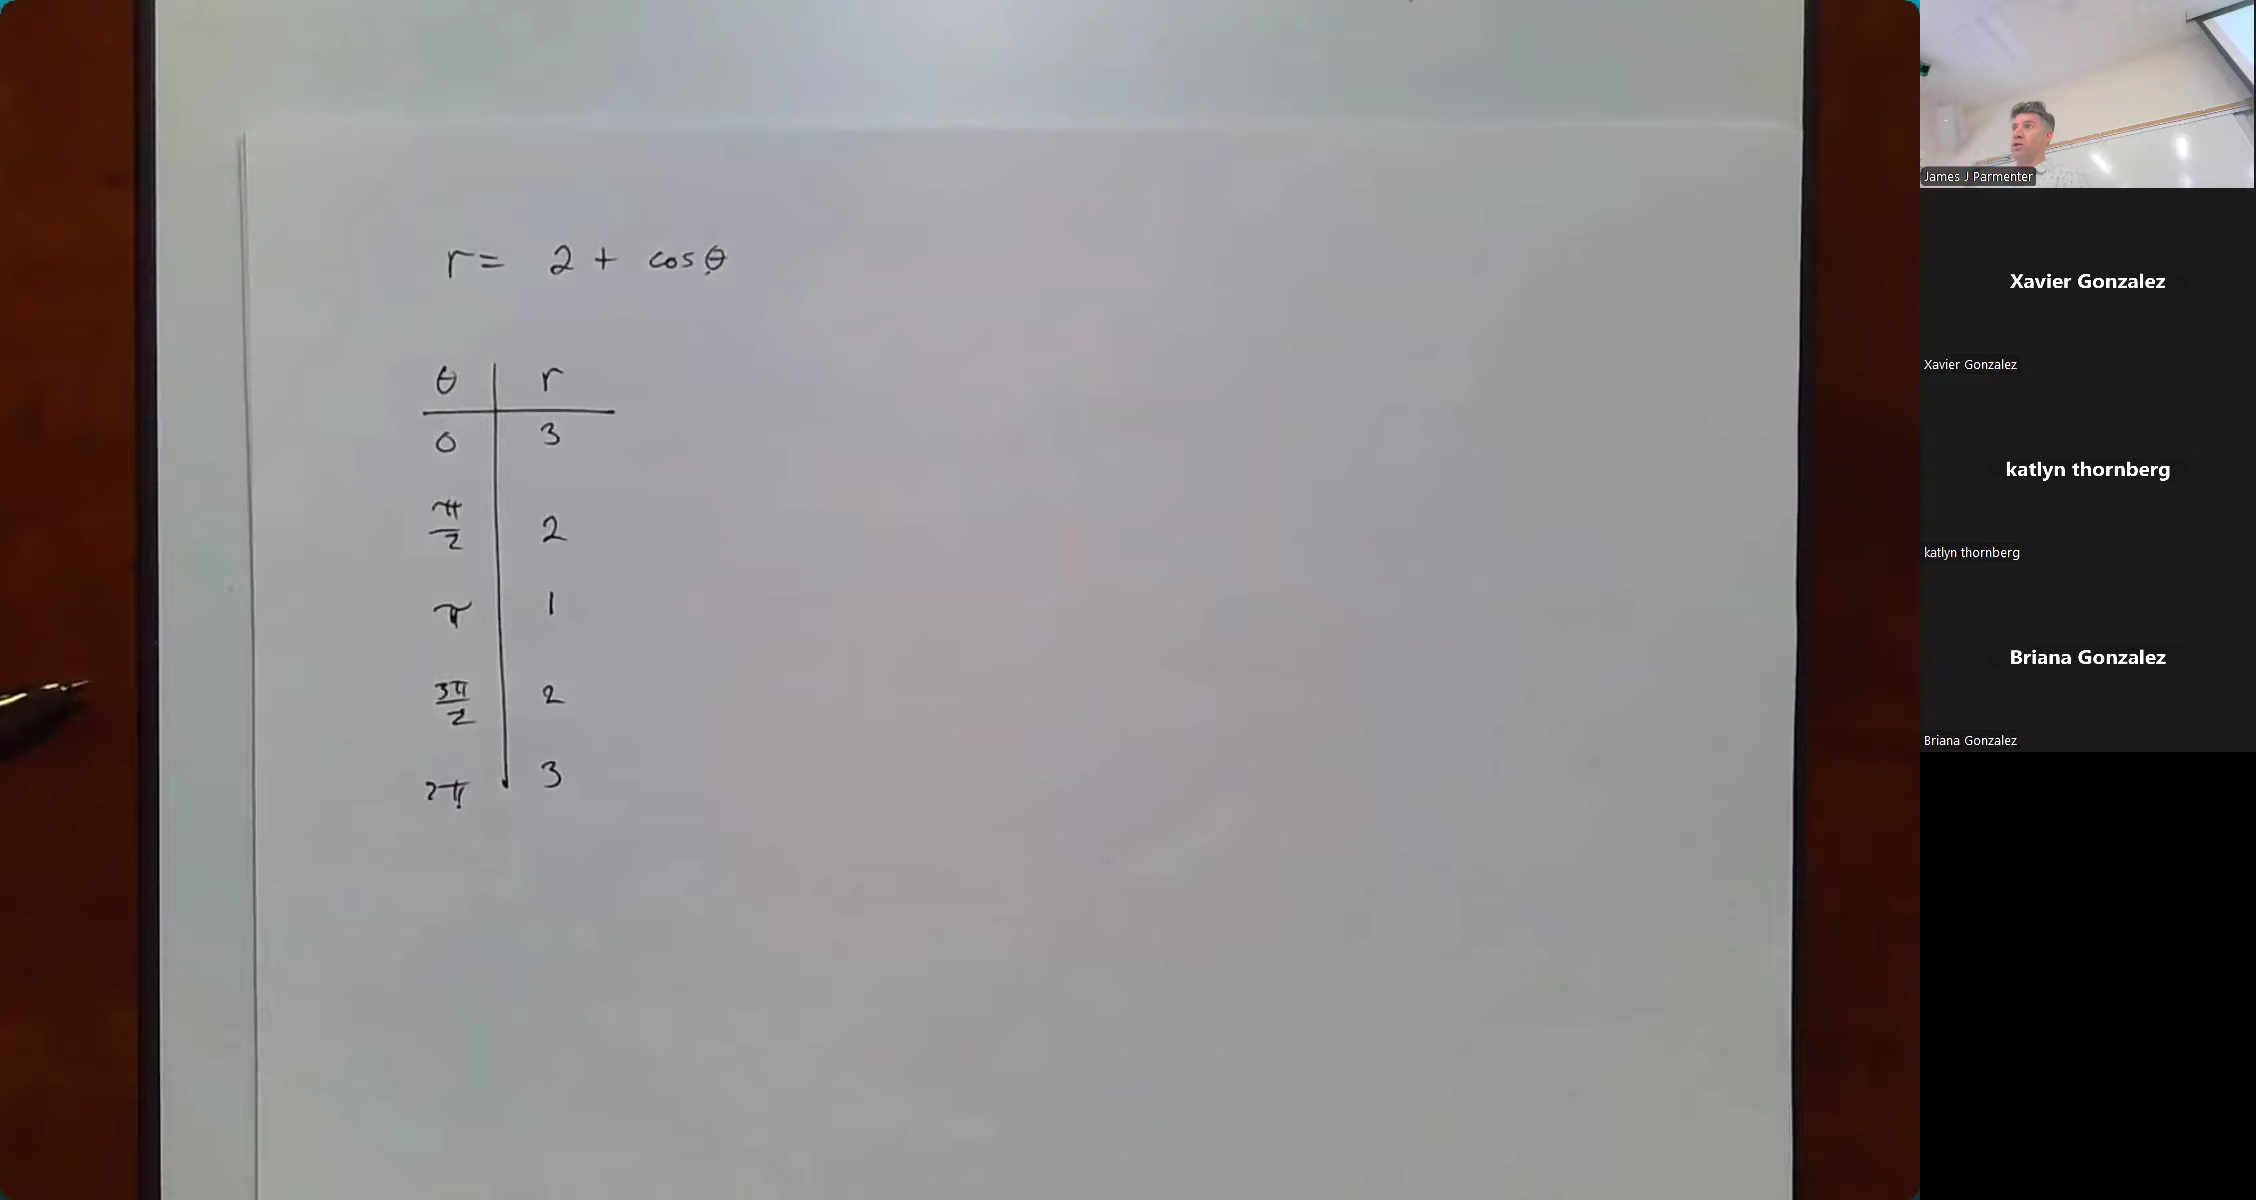 r = 2 + cos θ
θ r
0 3
π/2 2
π 1
3π/2 2
2π 3
James J Parmenter
Xavier Gonzalez
Xavier Gonzalez
katlyn thornberg
katlyn thornberg
Briana Gonzalez
Briana Gonzalez